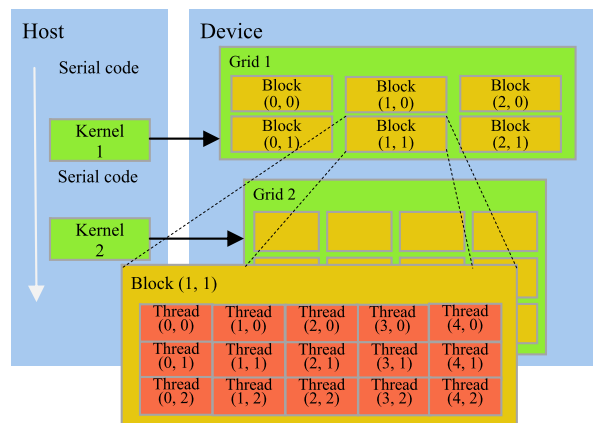 Host
Serial code
Kernel
1
Serial code
Kernel
2
Device
Grid 1
Block Block Block
(0, 0) (1, 0) (2, 0)
Block Block Block
(0, 1) (1, 1) (2, 1)
Grid 2
Block (1, 1)
Thread Thread Thread Thread Thread
(0, 0) (1, 0) (2, 0) (3, 0) (4, 0)
Thread Thread Thread Thread Thread
(0, 1) (1, 1) (2, 1) (3, 1) (4, 1)
Thread Thread Thread Thread Thread
(0, 2) (1, 2) (2, 2) (3, 2) (4, 2)